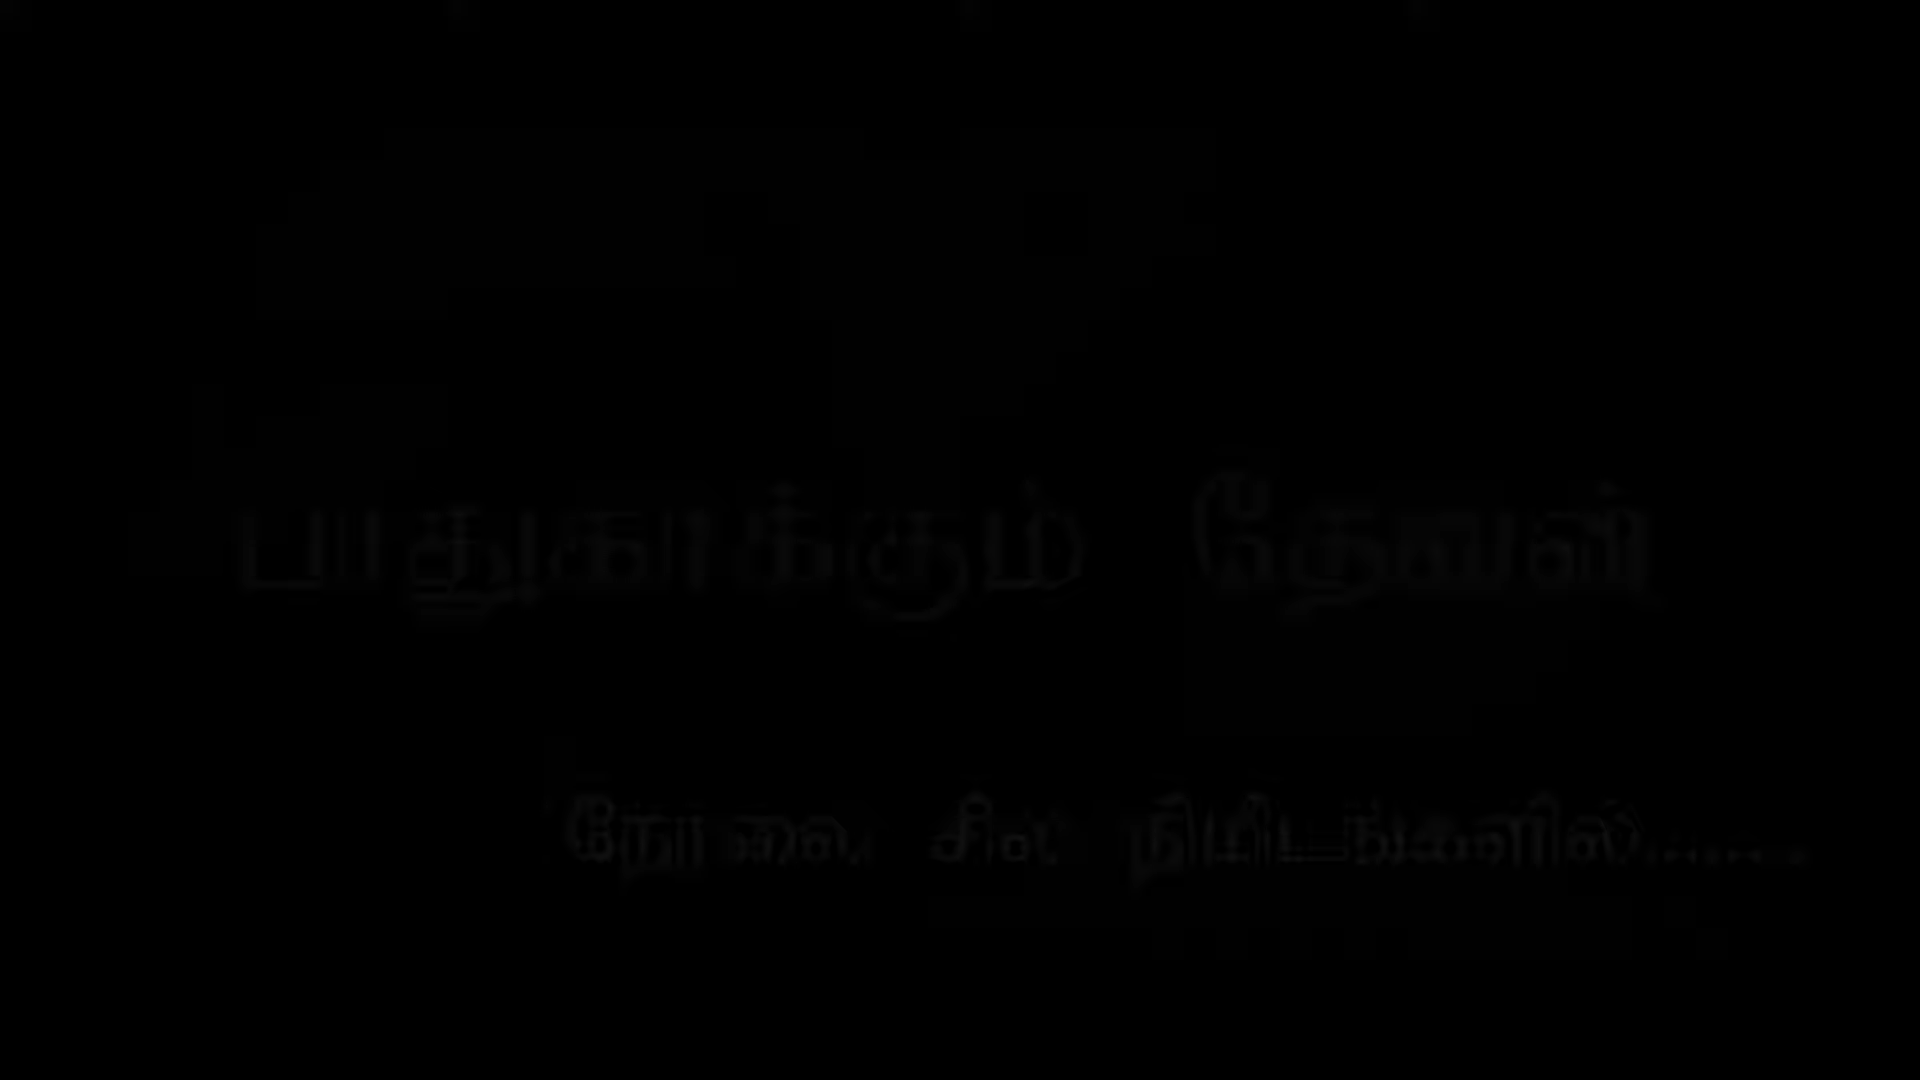 பாதுகாக்கும் தேவன்
சில நிமிடங்களில்.......